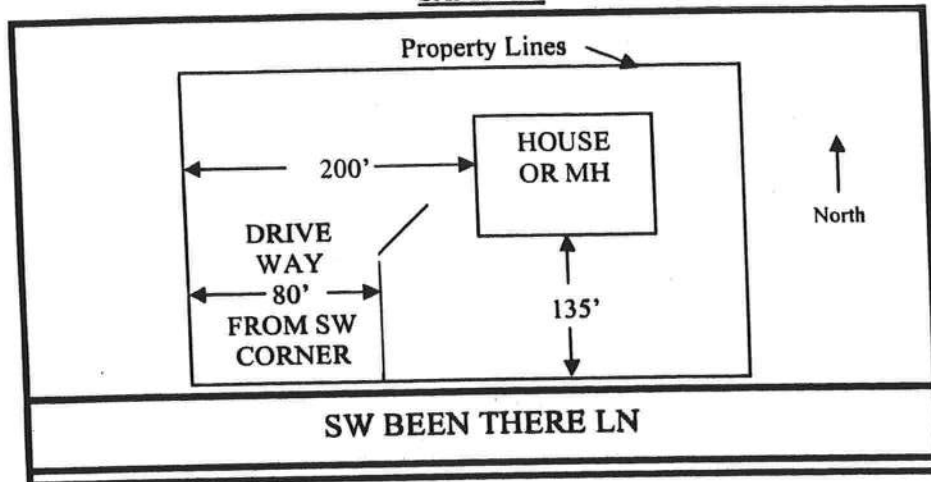 Property Lines
HOUSE
OR MH
200'
North
DRIVE
WAY
80'
FROM SW
CORNER
135'
SW BEEN THERE LN